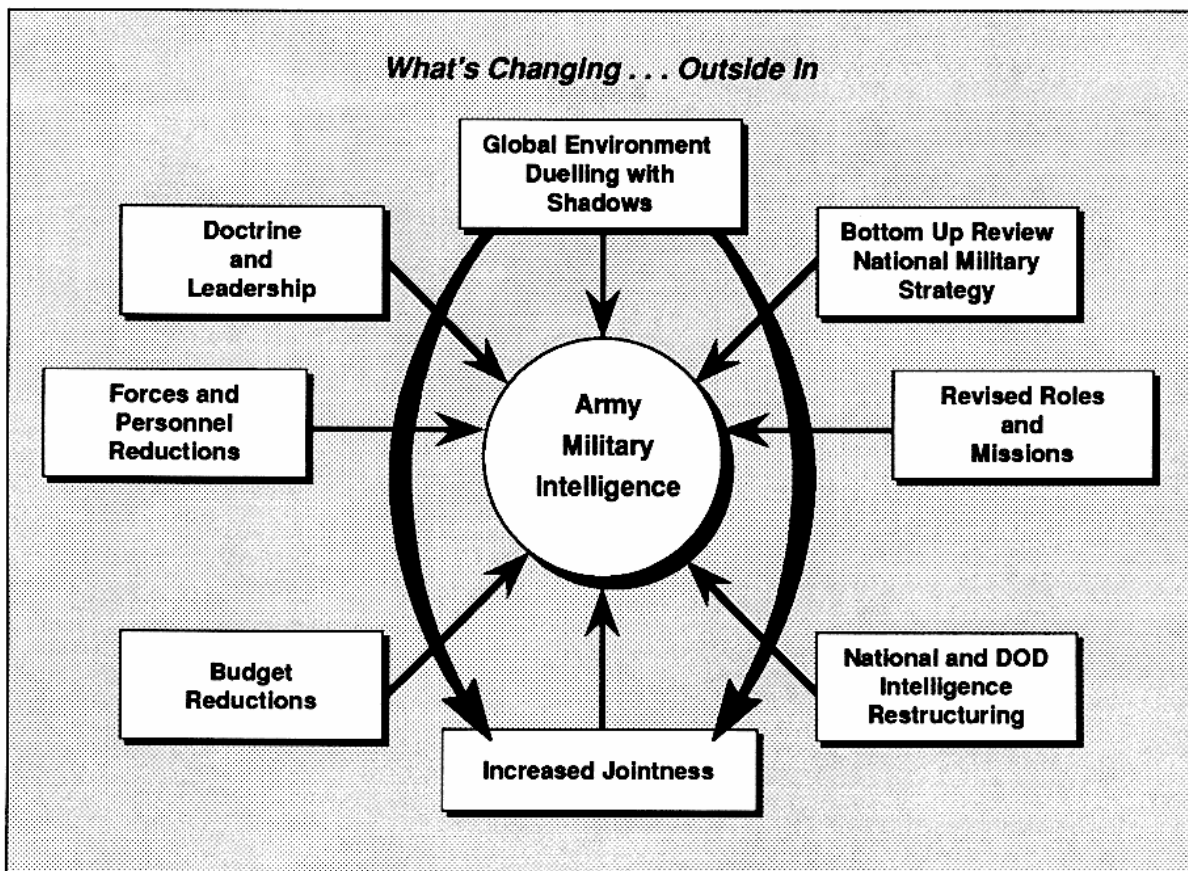 What's Changing . . . Outside In
Global Environment
Duelling with
Shadows
Doctrine
and
Leadership
Bottom Up Review
National Military
Strategy
Forces and
Personnel
Reductions
Army
Military
Intelligence
Revised Roles
and
Missions
Budget
Reductions
National and DOD
Intelligence
Restructuring
Increased Jointness